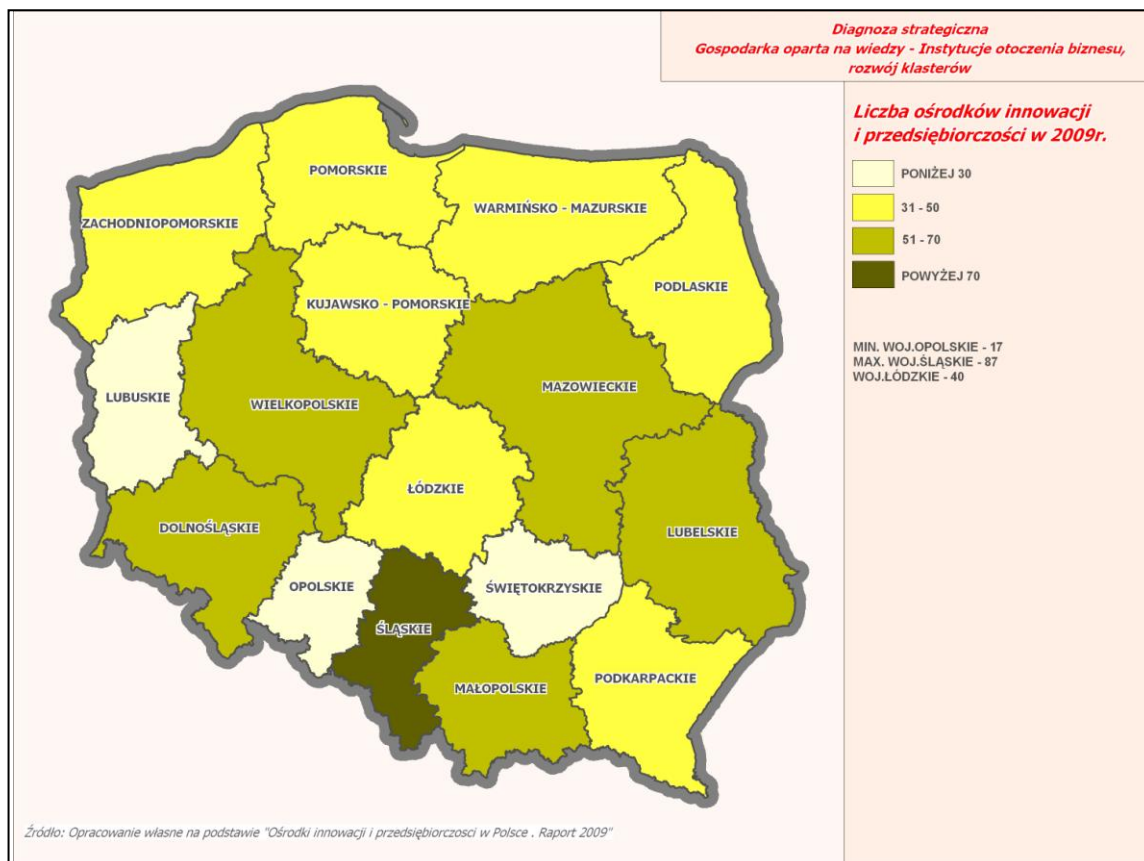 Diagnoza strategiczna
Gospodarka oparta na wiedzy - Instytucje otoczenia biznesu,
rozwój klasterów
Liczba ośrodków innowacji
i przedsiębiorczości w 2009r.
PONIŻEJ 30
31 - 50
51 - 70
POWYŻEJ 70
MIN. WOJ.OPOLSKIE - 17
MAX. WOJ.ŚLĄSKIE - 87
WOJ.ŁÓDZKIE - 40
POMORSKIE
WARMIŃSKO - MAZURSKIE
ZACHODNIOPOMORSKIE
PODLASKIE
KUJAWSKO - POMORSKIE
LUBUSKIE
WIELKOPOLSKIE
MAZOWIECKIE
ŁÓDZKIE
DOLNOŚLĄSKIE
LUBELSKIE
OPOLSKIE
ŚWIĘTOKRZYSKIE
ŚLĄSKIE
PODKARPACKIE
MAŁOPOLSKIE
Źródło: Opracowanie własne na podstawie "Ośrodki innowacji i przedsiębiorczosci w Polsce . Raport 2009"